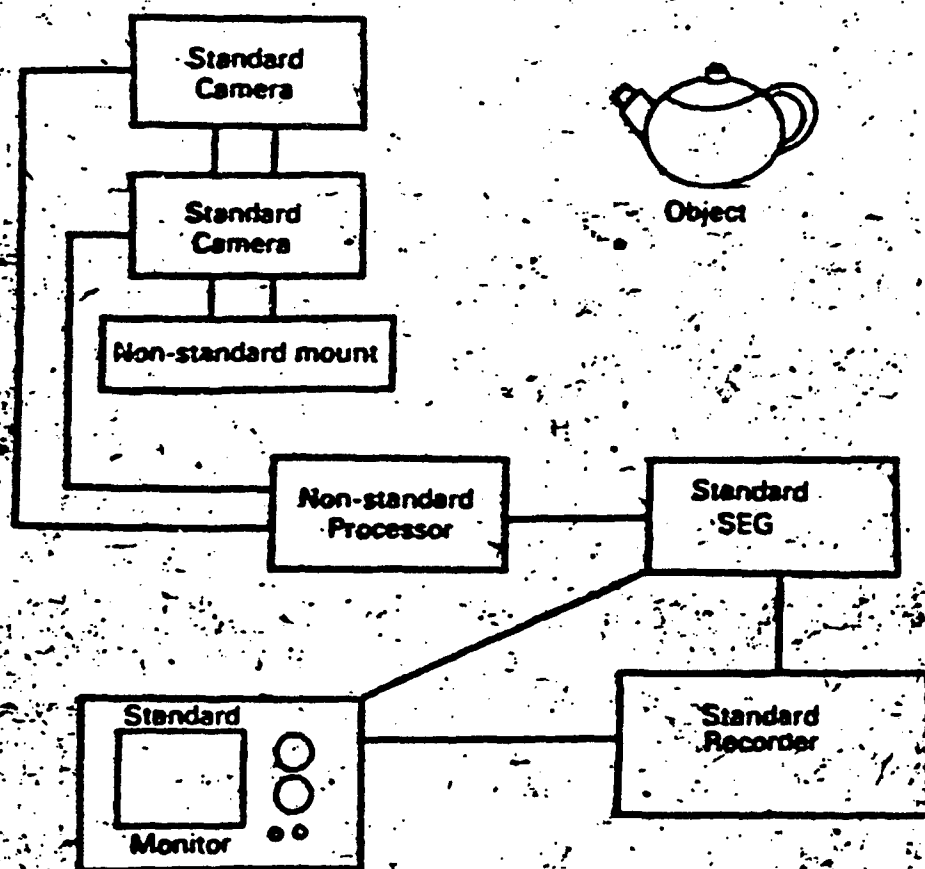 Standard
Camera
Object
Standard
Camera
Non-standard mount
Non-standard
Processor
Standard
SEG
Standard
Recorder
Standard
Monitor